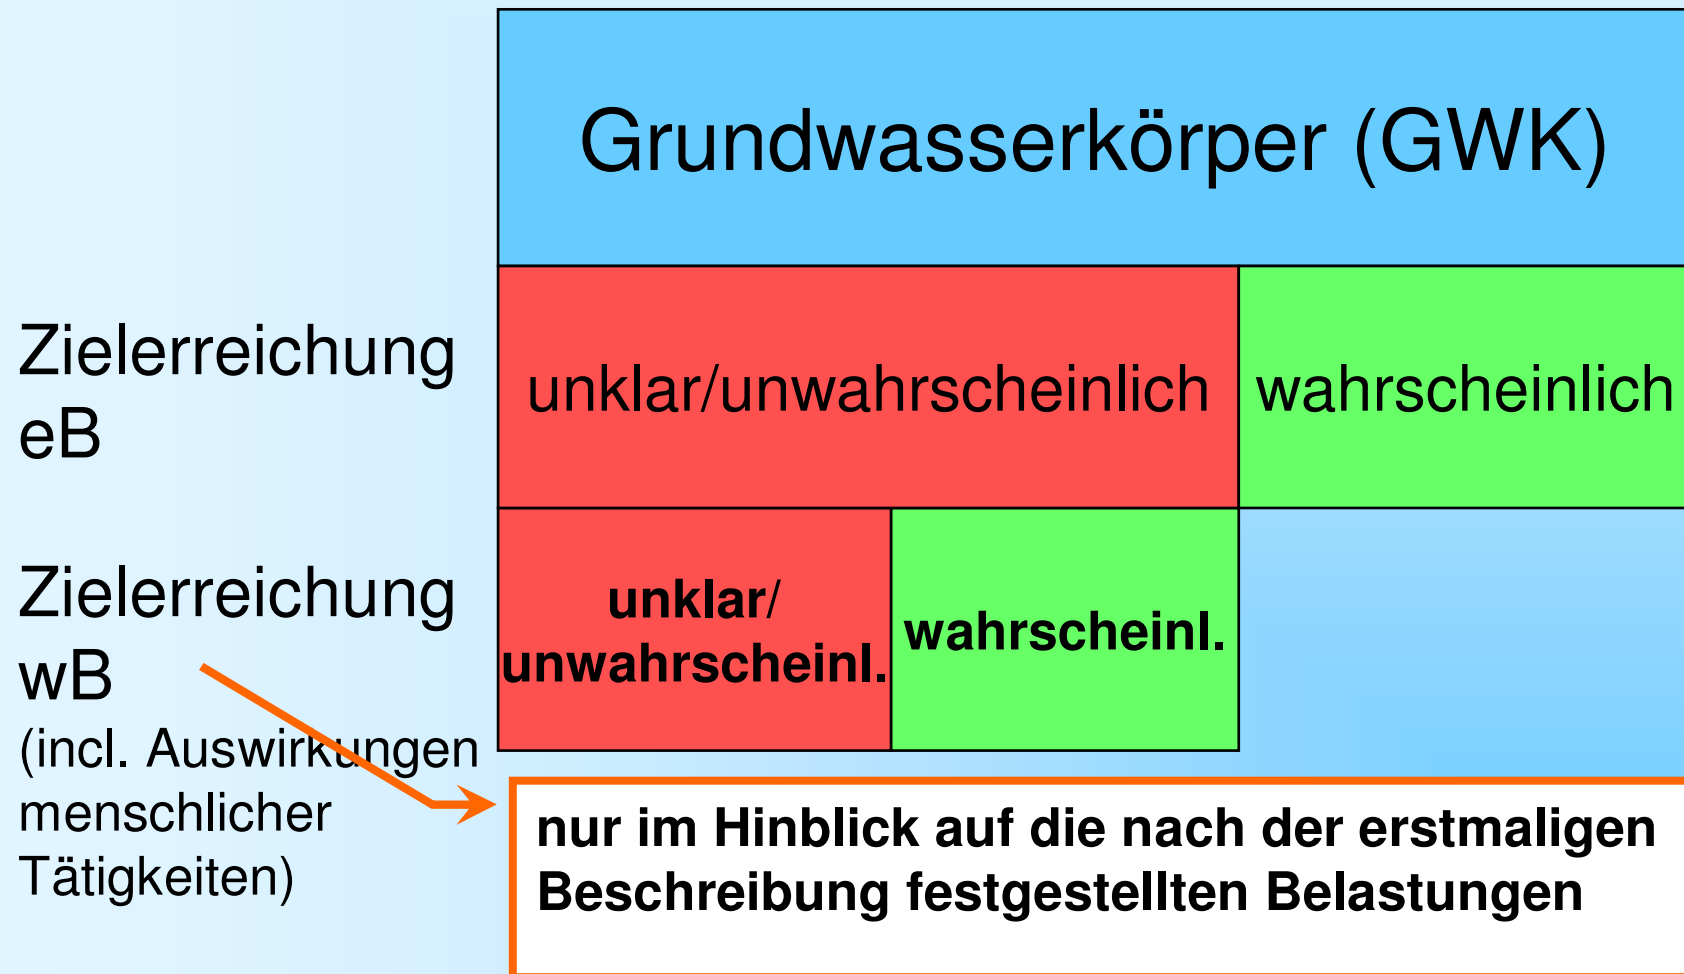 Grundwasserkörper (GWK)
Zielerreichung
eB
unklar/unwahrscheinlich
wahrscheinlich
Zielerreichung
wB
(incl. Auswirkungen
menschlicher
Tätigkeiten)
unklar/
unwahrscheinl.
wahrscheinl.
nur im Hinblick auf die nach der erstmaligen
Beschreibung festgestellten Belastungen